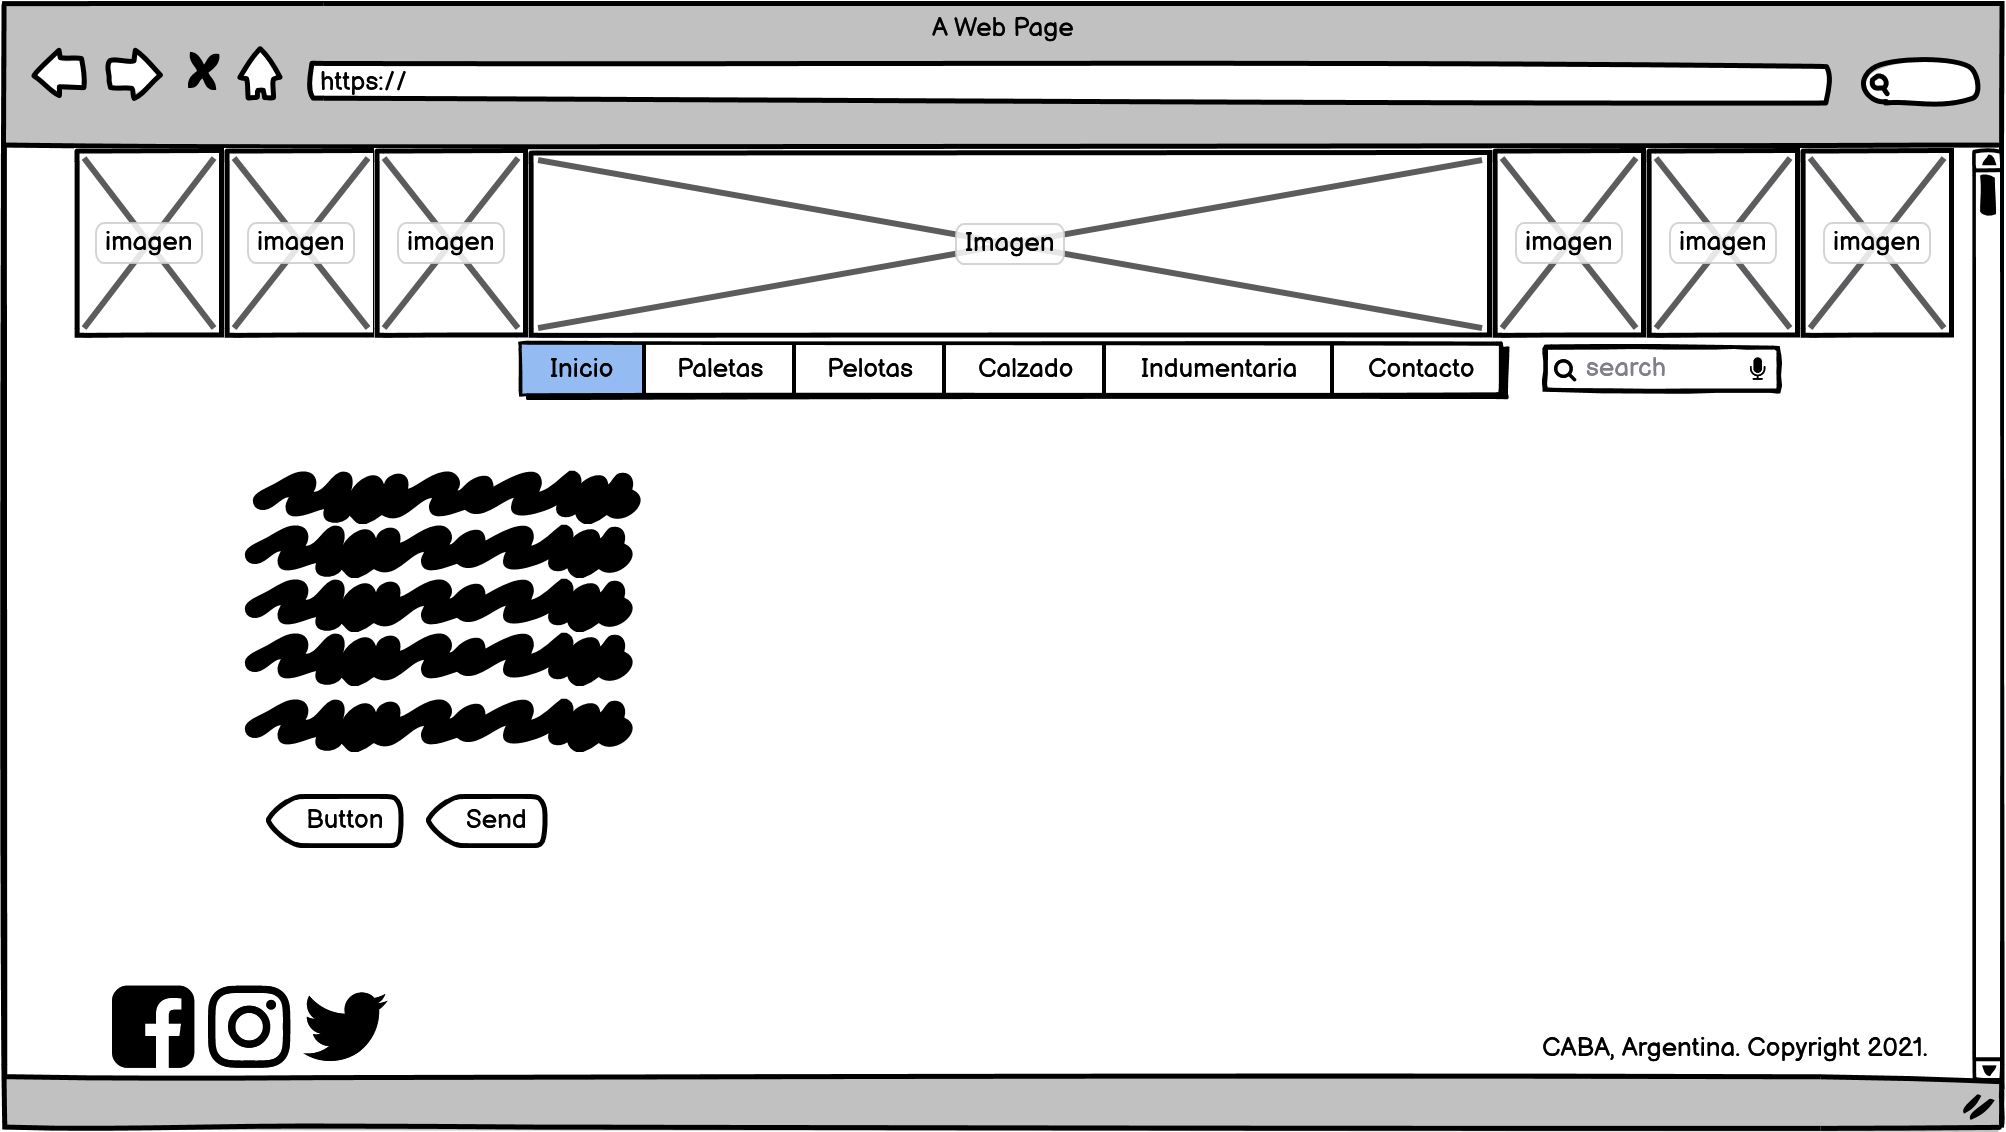 A Web Page
https://
imagen imagen imagen Imagen imagen imagen imagen
Inicio Paletas Pelotas Calzado Indumentaria Contacto search
Button Send
CABA, Argentina. Copyright 2021.